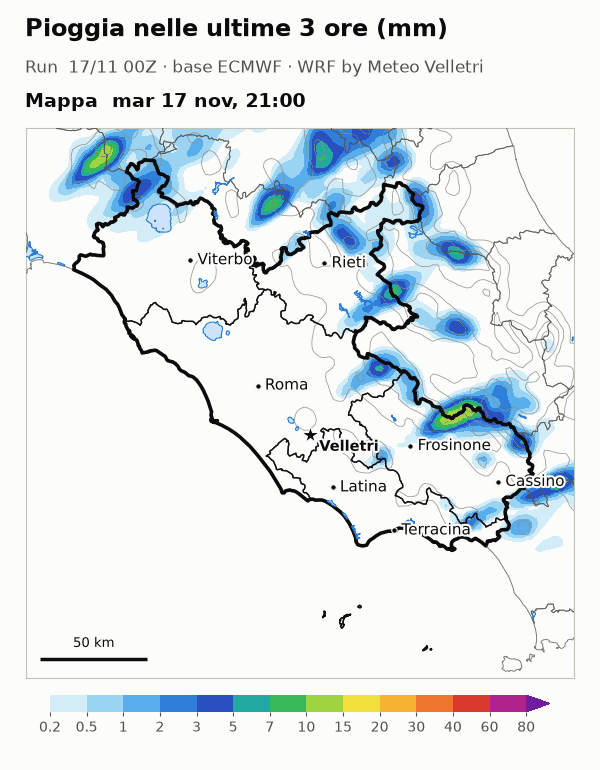 Pioggia nelle ultime 3 ore (mm)
Run  17/11 00Z · base ECMWF · WRF by Meteo Velletri
Mappa  mar 17 nov, 21:00
Viterbo
Rieti
Roma
Velletri
Frosinone
Cassino
Latina
Terracina
50 km
0.2 0.5 1 2 3 5 7 10 15 20 30 40 60 80